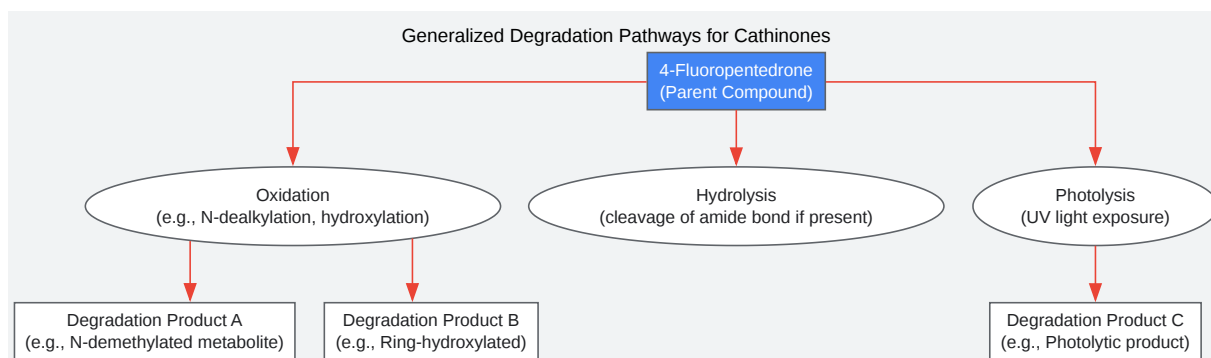 Generalized Degradation Pathways for Cathinones
4-Fluoropentedrone
(Parent Compound)
Oxidation
(e.g., N-dealkylation, hydroxylation)
Hydrolysis
(cleavage of amide bond if present)
Photolysis
(UV light exposure)
Degradation Product A
(e.g., N-demethylated metabolite)
Degradation Product B
(e.g., Ring-hydroxylated)
Degradation Product C
(e.g., Photolytic product)